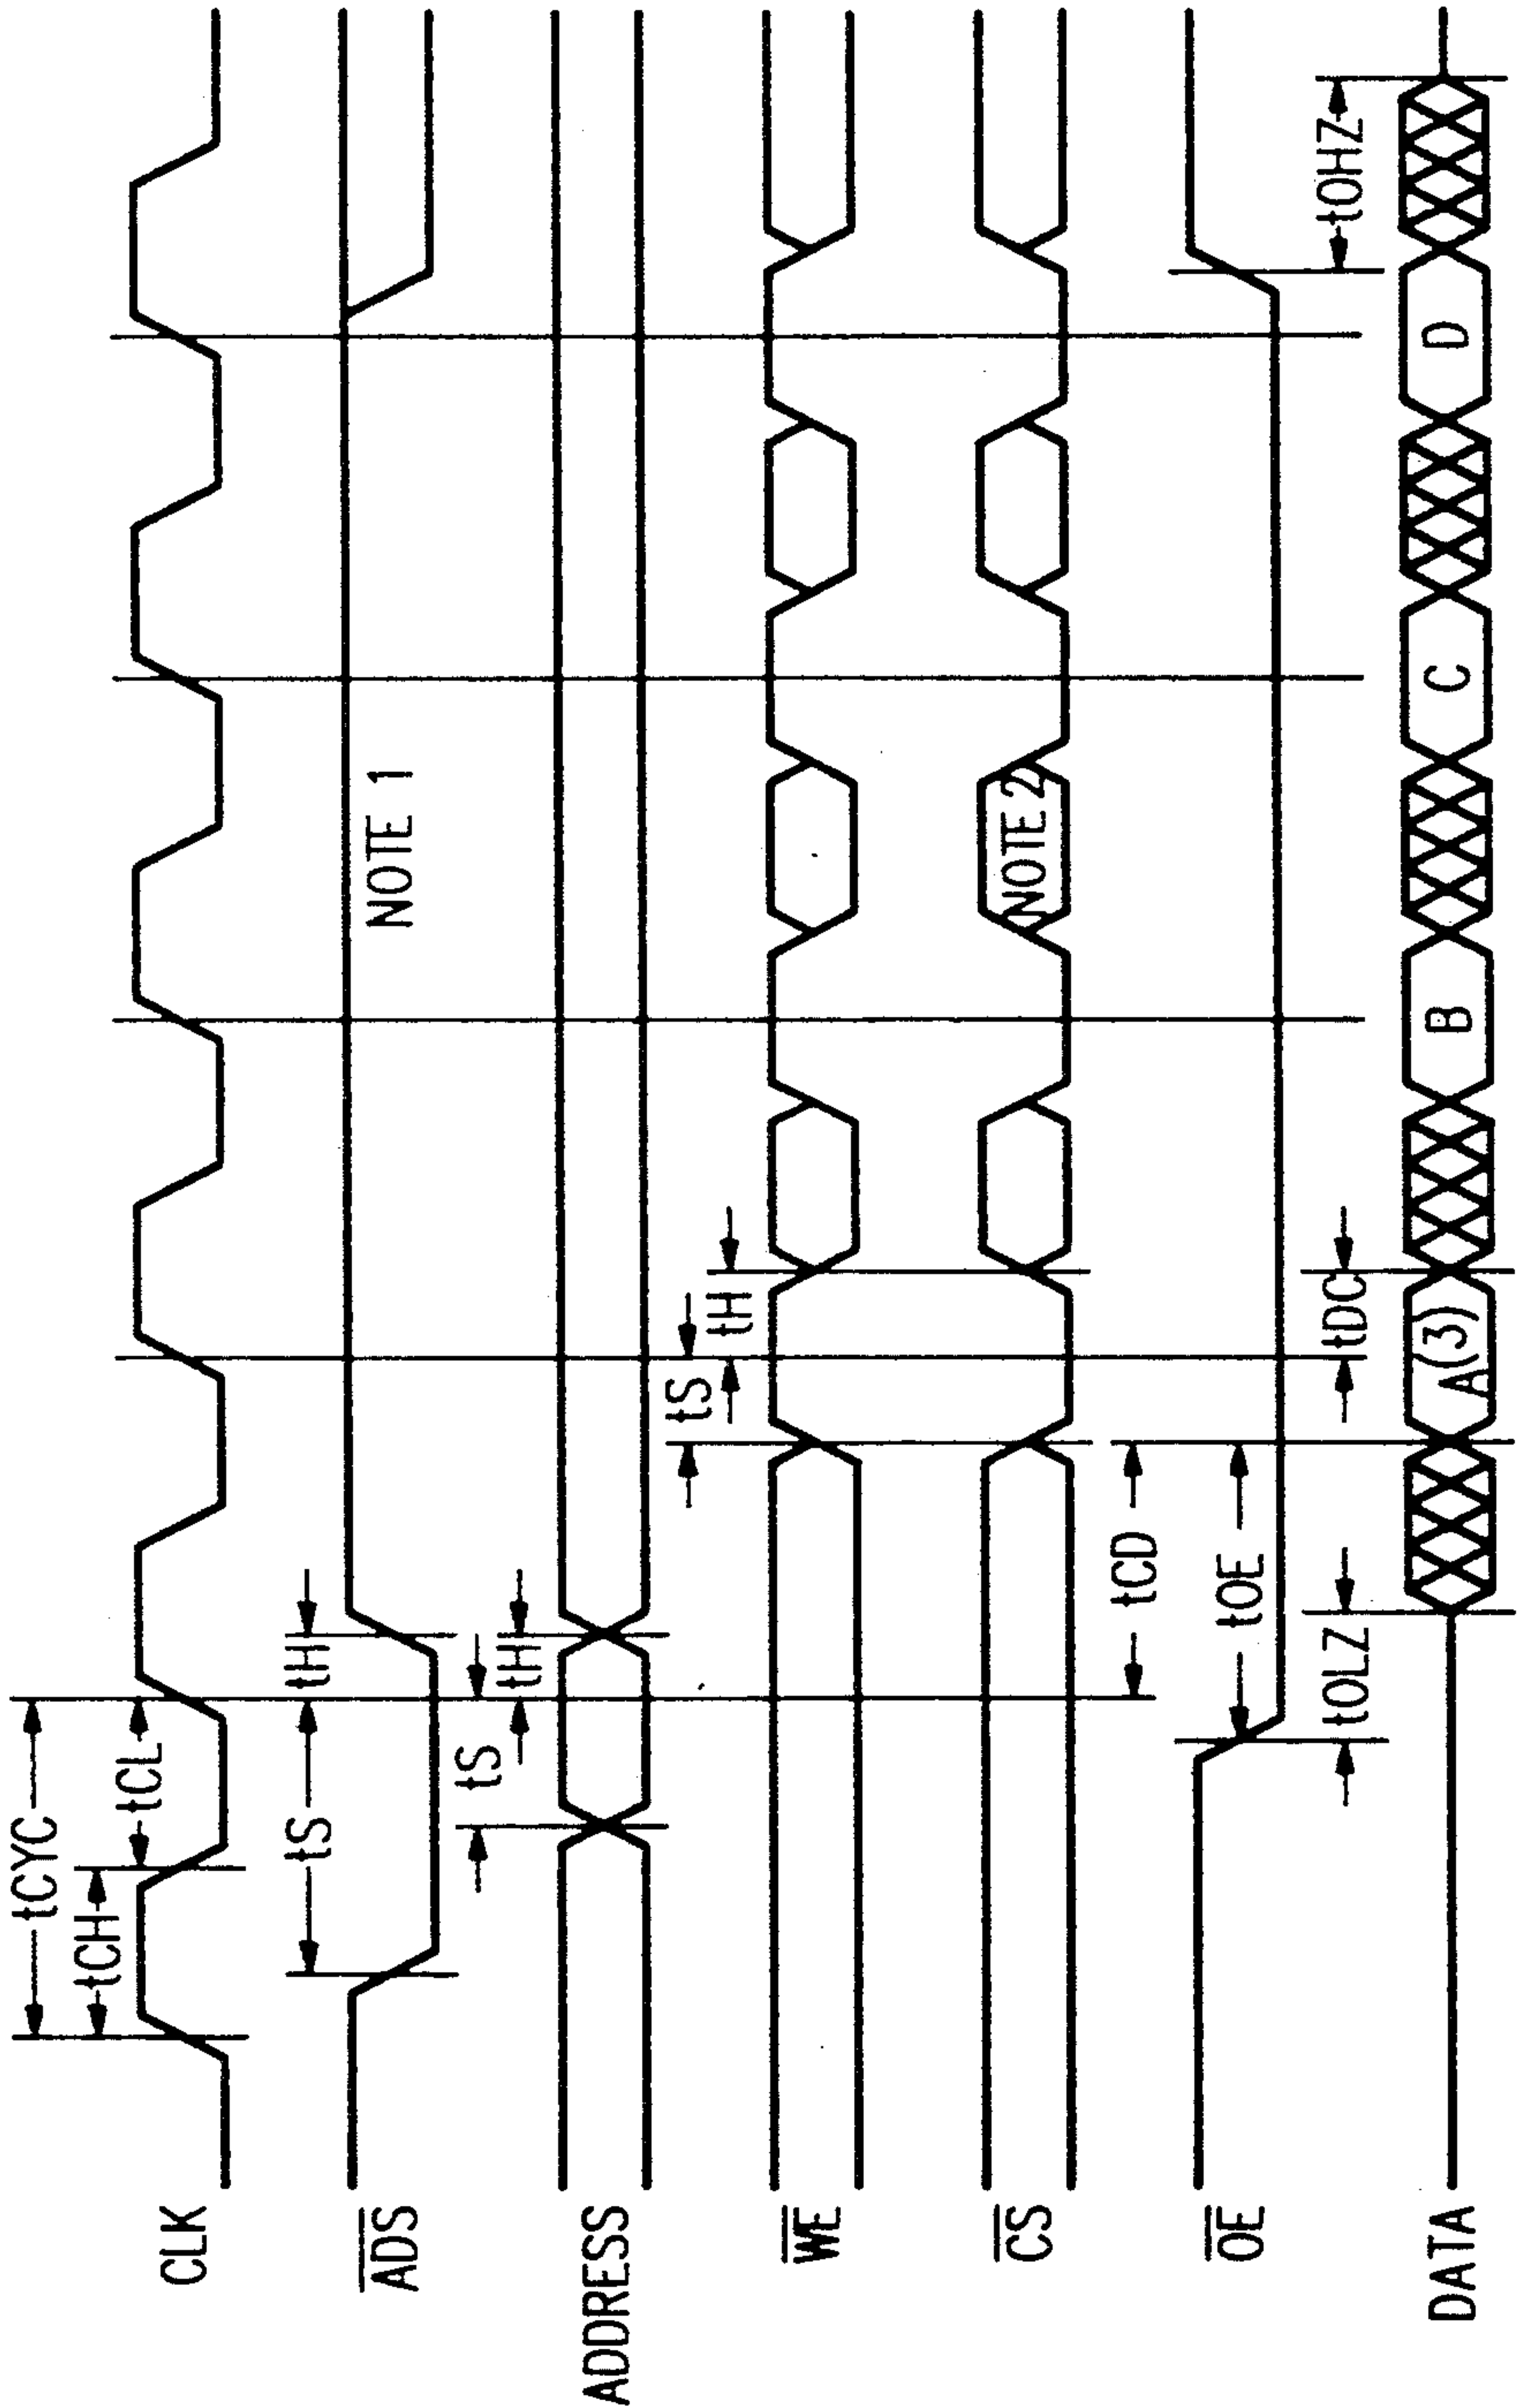 tCYC
tCH
tCL
CLK
tS
tH
NOTE 1
ADS
tS
tH
ADDRESS
tS
tH
WE
NOTE 2
CS
tCD
tOE
OE
tOLZ
tDC
tOHZ
DATA
A(3)
B
C
D